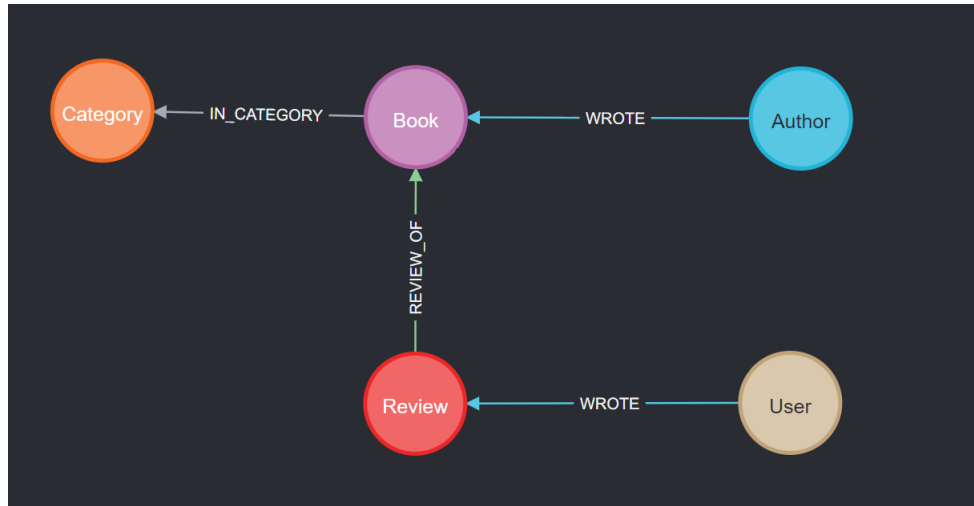 Category
IN_CATEGORY
Book
WROTE
Author
REVIEW_OF
Review
WROTE
User